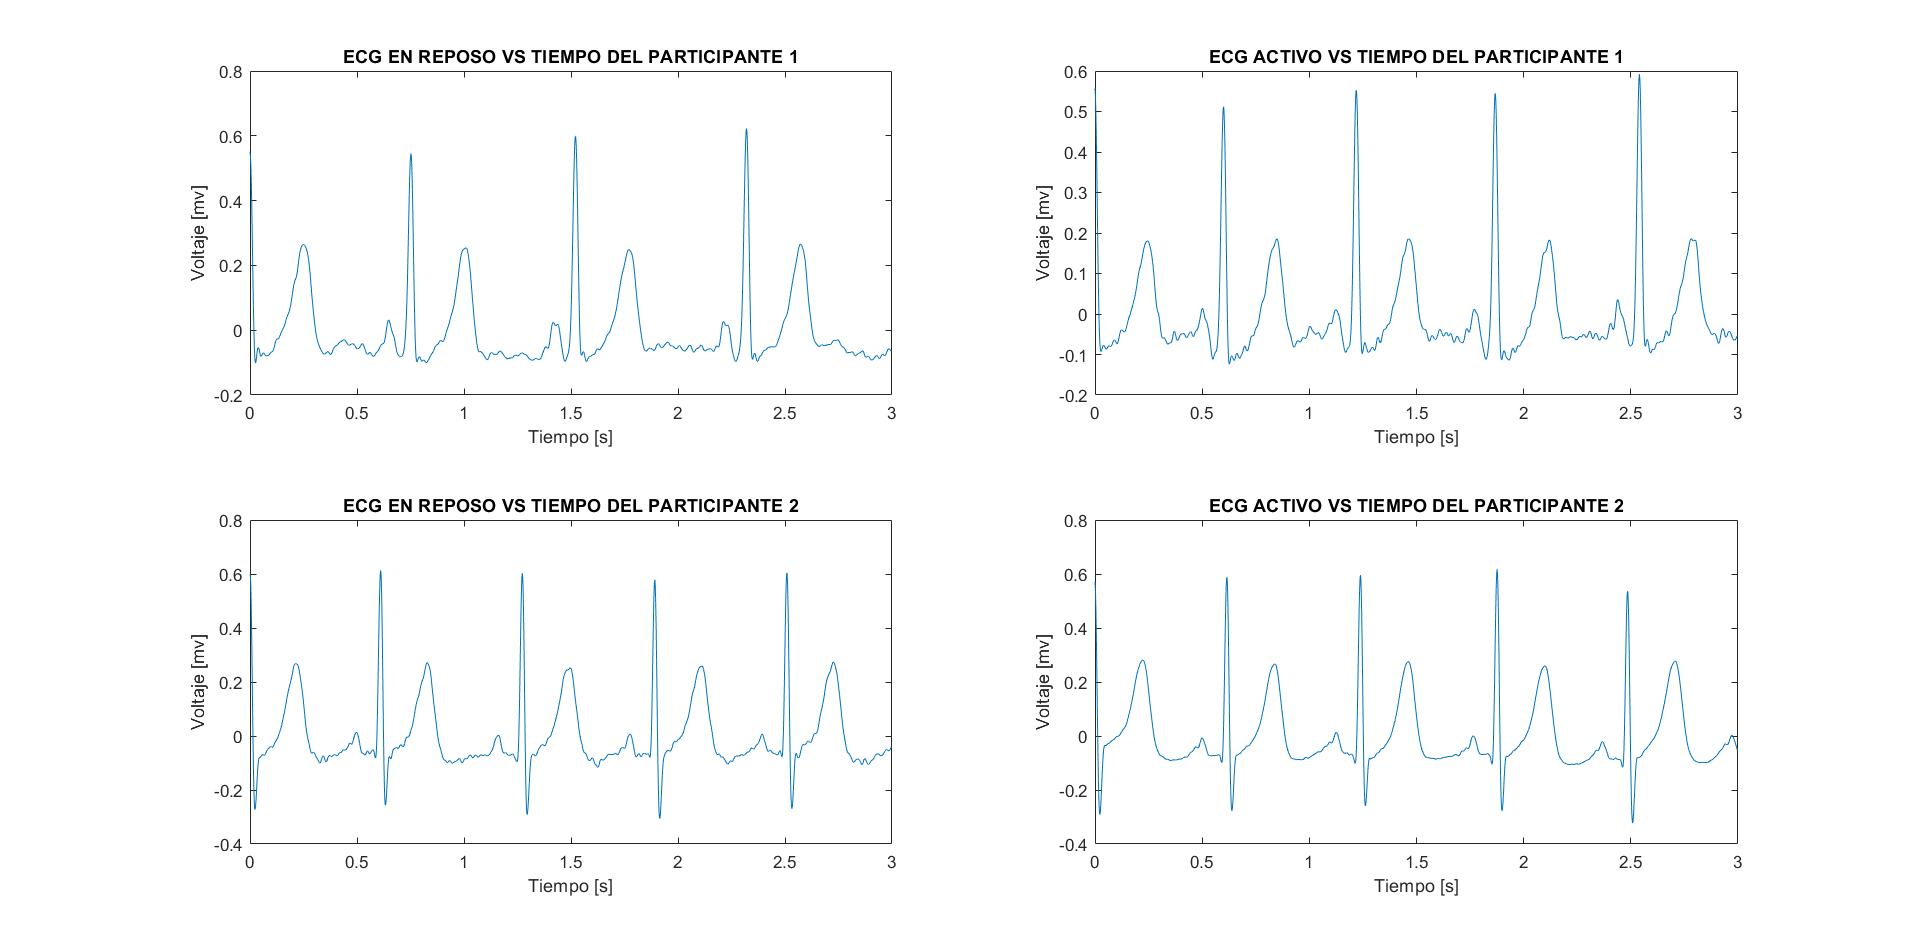 ECG EN REPOSO VS TIEMPO DEL PARTICIPANTE 1
0.8
0.6
0.4
0.2
0
-0.2
Voltaje [mv]
0 0.5 1 1.5 2 2.5 3
Tiempo [s]
ECG ACTIVO VS TIEMPO DEL PARTICIPANTE 1
0.6
0.5
0.4
0.3
0.2
0.1
0
-0.1
-0.2
Voltaje [mv]
0 0.5 1 1.5 2 2.5 3
Tiempo [s]
ECG EN REPOSO VS TIEMPO DEL PARTICIPANTE 2
0.8
0.6
0.4
0.2
0
-0.2
-0.4
Voltaje [mv]
0 0.5 1 1.5 2 2.5 3
Tiempo [s]
ECG ACTIVO VS TIEMPO DEL PARTICIPANTE 2
0.8
0.6
0.4
0.2
0
-0.2
-0.4
Voltaje [mv]
0 0.5 1 1.5 2 2.5 3
Tiempo [s]